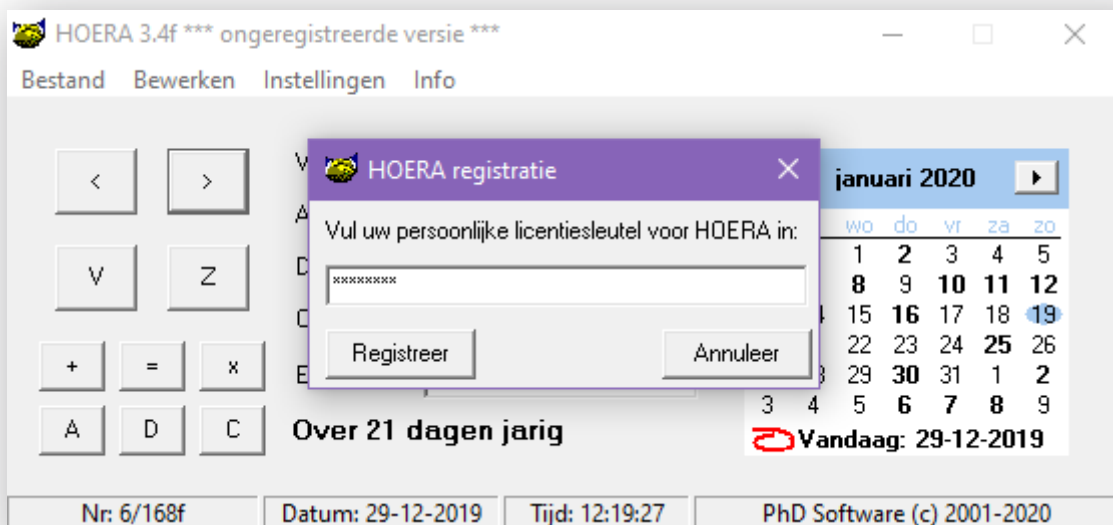 HOERA 3.4f *** ongeregistreerde versie ***
Bestand Bewerken Instellingen Info
< >
V Z
+ = x
A D C
HOERA registratie
Vul uw persoonlijke licentiesleutel voor HOERA in:
********
Registreer Annuleer
Over 21 dagen jarig
januari 2020
wo do vr za zo
1 2 3 4 5
8 9 10 11 12
15 16 17 18 19
22 23 24 25 26
29 30 31 1 2
3 4 5 6 7 8 9
Vandaag: 29-12-2019
Nr: 6/168f Datum: 29-12-2019 Tijd: 12:19:27 PhD Software (c) 2001-2020